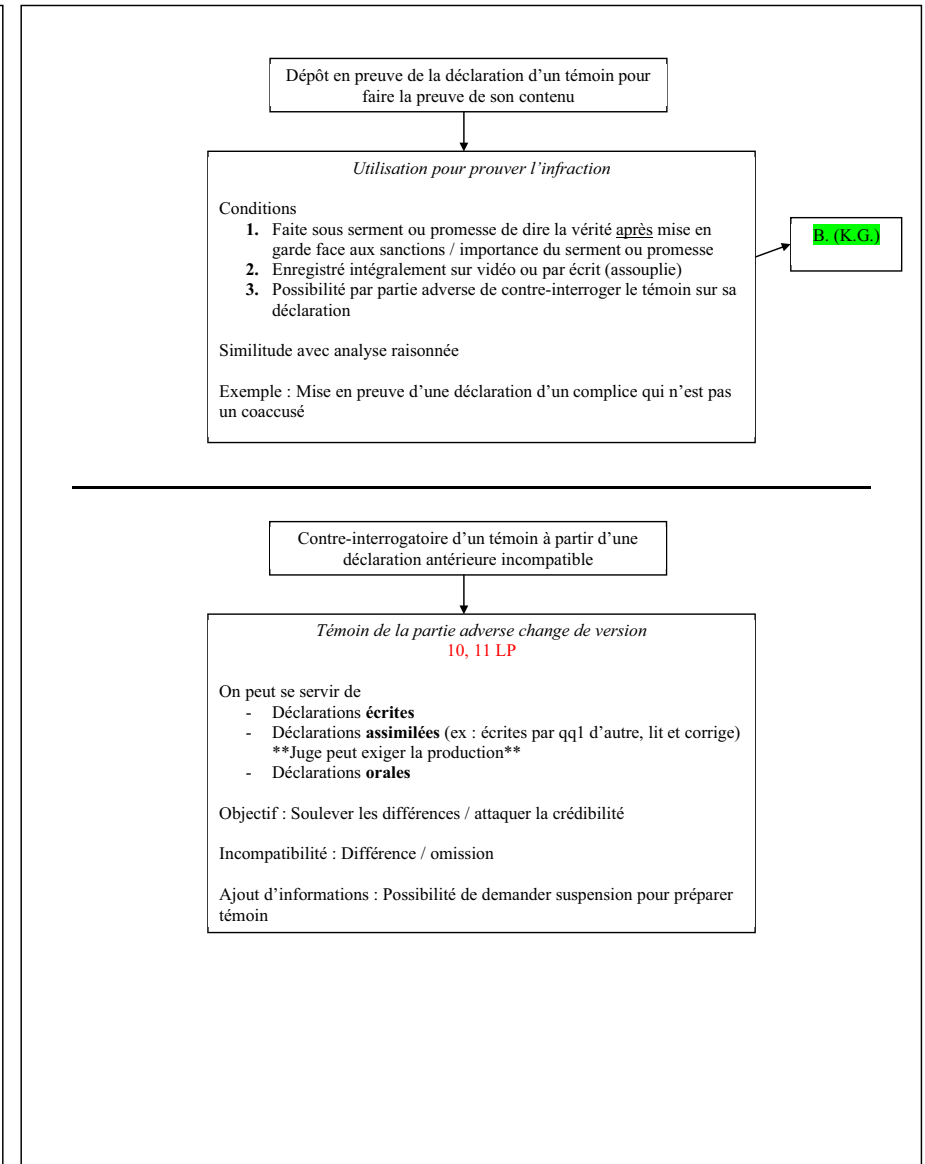 Dépôt en preuve de la déclaration d’un témoin pour
faire la preuve de son contenu
Utilisation pour prouver l’infraction
Conditions
1. Faite sous serment ou promesse de dire la vérité après mise en
garde face aux sanctions / importance du serment ou promesse
2. Enregistré intégralement sur vidéo ou par écrit (assouplie)
3. Possibilité par partie adverse de contre-interroger le témoin sur sa
déclaration
Similitude avec analyse raisonnée
Exemple : Mise en preuve d’une déclaration d’un complice qui n’est pas
un coaccusé
B. (K.G.)
Contre-interrogatoire d’un témoin à partir d’une
déclaration antérieure incompatible
Témoin de la partie adverse change de version
10, 11 LP
On peut se servir de
- Déclarations écrites
- Déclarations assimilées (ex : écrites par qq1 d’autre, lit et corrige)
**Juge peut exiger la production**
- Déclarations orales
Objectif : Soulever les différences / attaquer la crédibilité
Incompatibilité : Différence / omission
Ajout d’informations : Possibilité de demander suspension pour préparer
témoin